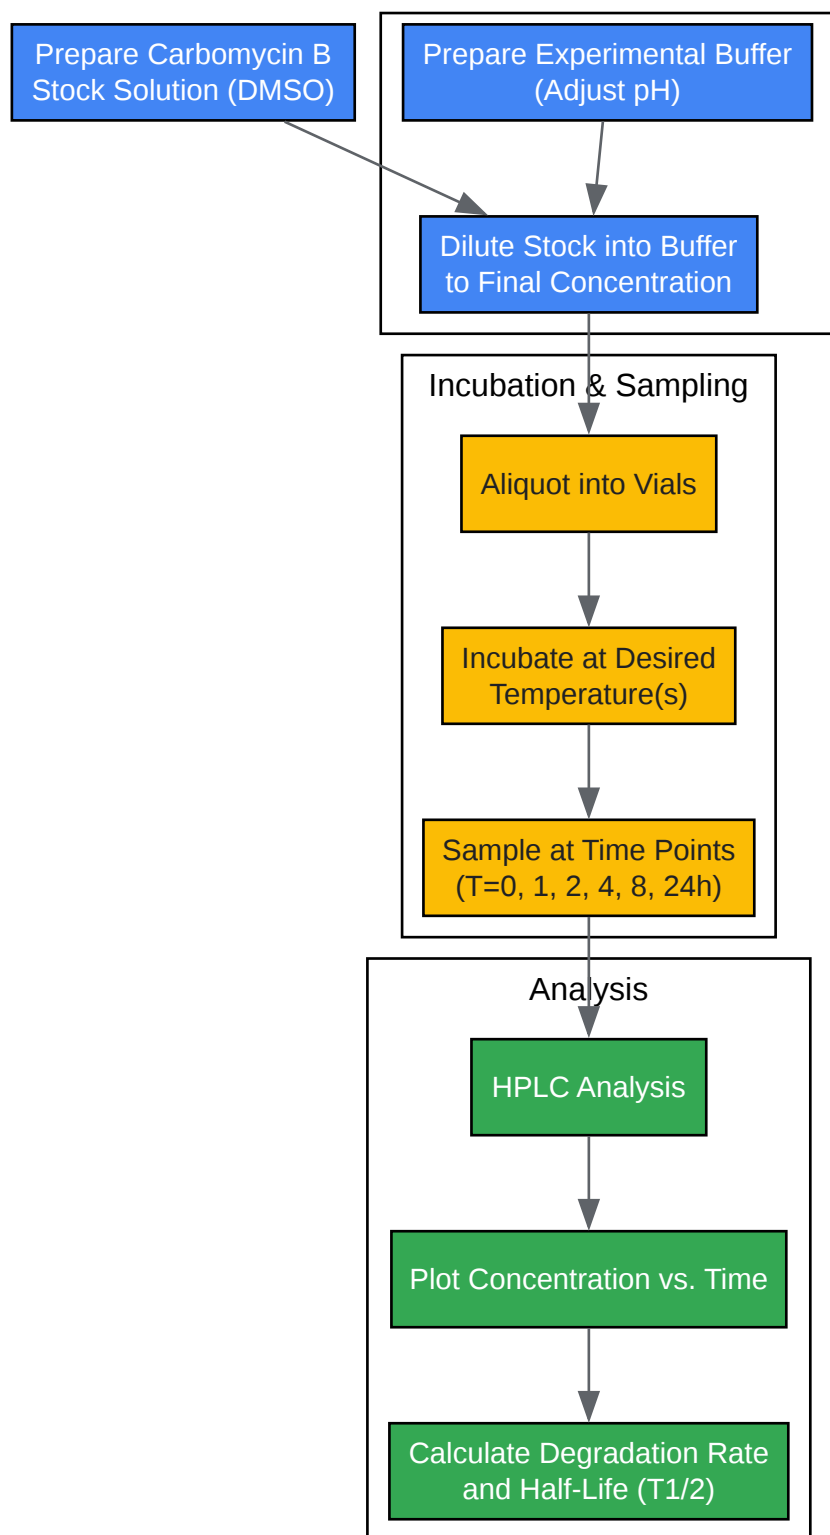 Prepare Carbomycin B
Stock Solution (DMSO)
Prepare Experimental Buffer
(Adjust pH)
Dilute Stock into Buffer
to Final Concentration
Incubation & Sampling
Aliquot into Vials
Incubate at Desired
Temperature(s)
Sample at Time Points
(T=0, 1, 2, 4, 8, 24h)
Analysis
HPLC Analysis
Plot Concentration vs. Time
Calculate Degradation Rate
and Half-Life (T1/2)